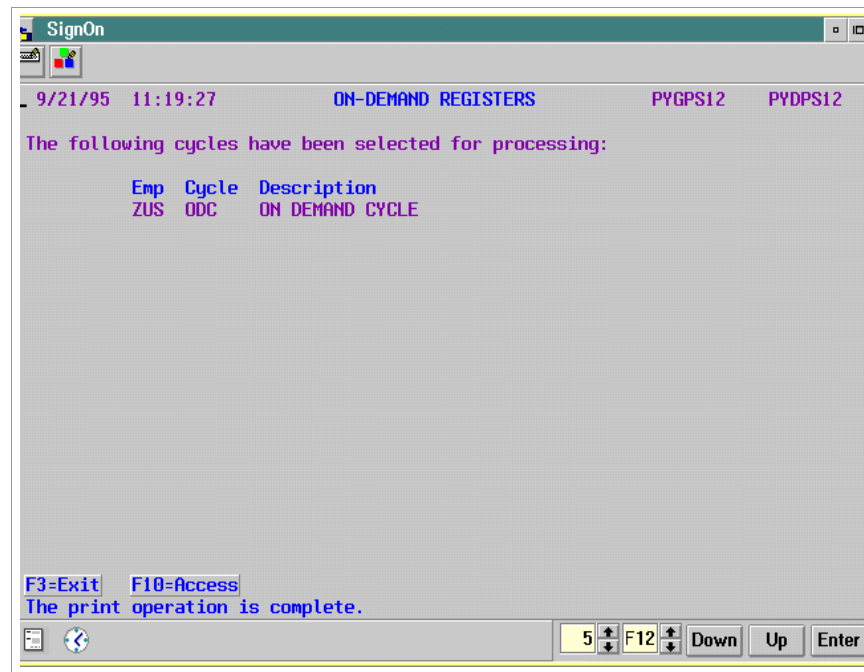 SignOn
9/21/95 11:19:27 ON-DEMAND REGISTERS PYGPS12 PYDPS12
The following cycles have been selected for processing:
Emp Cycle Description
ZUS ODC ON DEMAND CYCLE
F3=Exit F10=Access
The print operation is complete.
5 F12 Down Up Enter